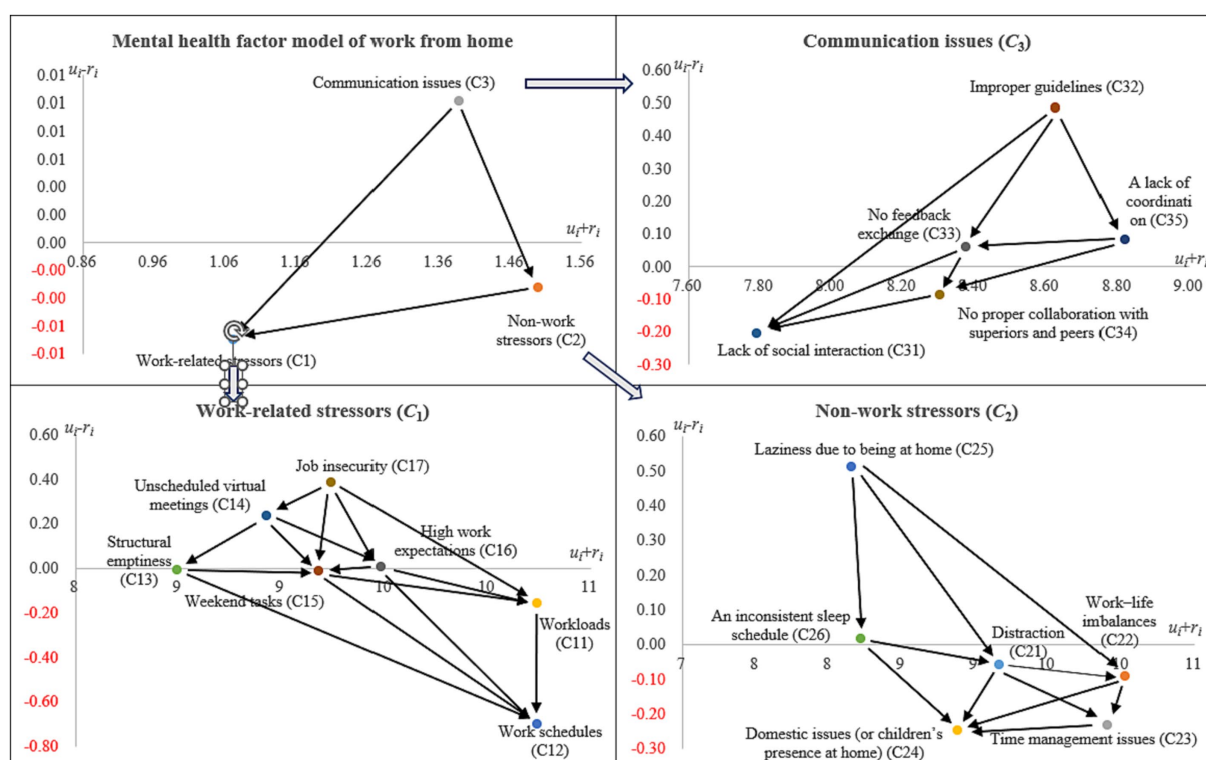 Mental health factor model of work from home
uᵢ-rᵢ
0.01
0.01
0.01
0.01
0.00
0.00
0.00
-0.00
-0.00
-0.01
-0.01
0.86
0.96
1.06
1.16
1.26
1.36
1.46
1.56
uᵢ+rᵢ
Communication issues (C3)
Non-work
stressors (C2)
Work-related stressors (C1)
Communication issues (C₃)
uᵢ-rᵢ
0.60
0.50
0.40
0.30
0.20
0.10
0.00
-0.10
-0.20
-0.30
7.60
7.80
8.00
8.20
8.40
8.60
8.80
9.00
uᵢ+rᵢ
Improper guidelines (C32)
A lack of
coordinati
on (C35)
No feedback
exchange (C33)
No proper collaboration with
superiors and peers
(C34)
Lack of social interaction (C31)
Work-related stressors (C₁)
uᵢ-rᵢ
0.60
0.40
0.20
0.00
-0.20
-0.40
-0.60
-0.80
8
9
9
10
10
11
uᵢ+rᵢ
Job insecurity (C17)
Unscheduled virtual
meetings (C14)
High work
expectations (C16)
Structural
emptiness
(C13)
Weekend tasks (C15)
Workloads
(C11)
Work schedules
(C12)
Non-work stressors (C₂)
uᵢ-rᵢ
0.60
0.50
0.40
0.30
0.20
0.10
0.00
-0.10
-0.20
-0.30
7
8
8
9
9
10
10
11
uᵢ+rᵢ
Laziness due to being at home (C25)
An inconsistent sleep
schedule (C26)
Distraction
(C21)
Work–life
imbalances
(C22)
Domestic issues (or children's
presence at home) (C24)
Time management issues (C23)